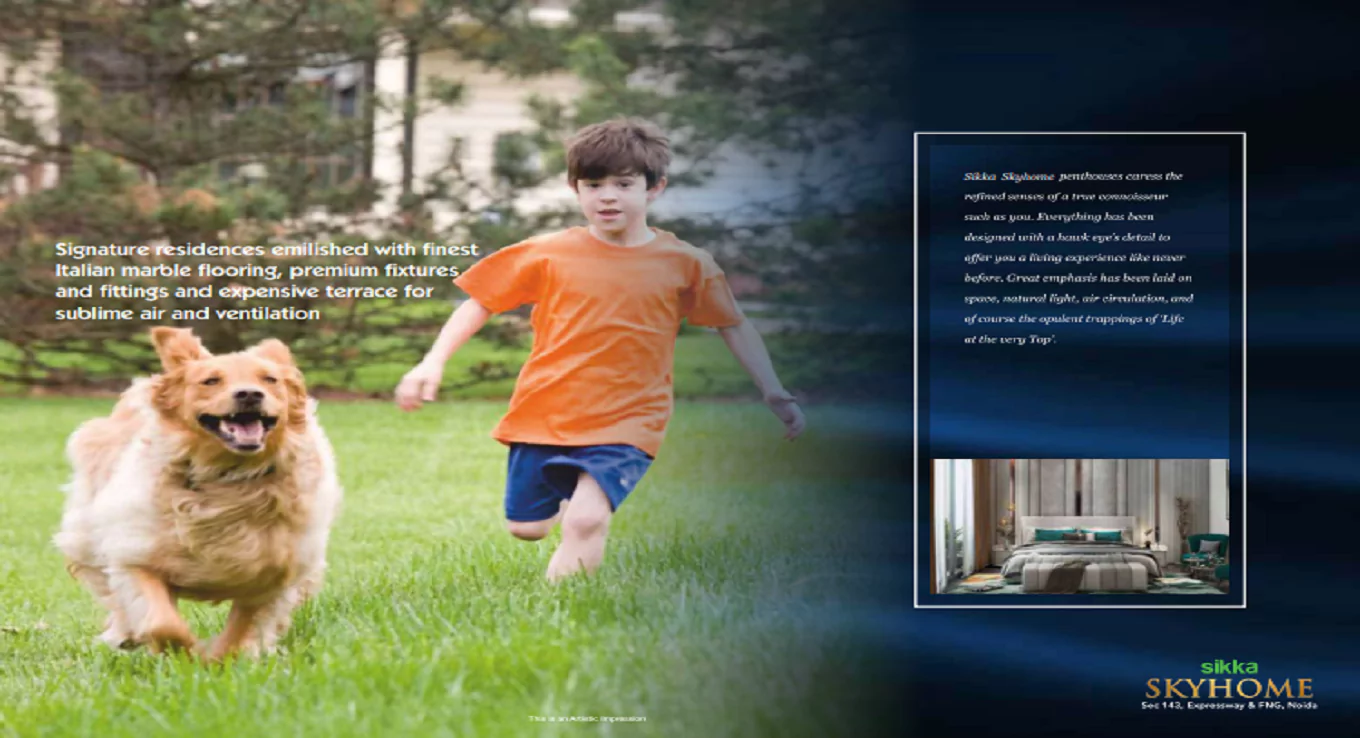 Signature residences emilished with finest
Italian marble flooring, premium fixtures
and fittings and expensive terrace for
sublime air and ventilation
Sikka Skyhome penthouses caress the
refined senses of a true connoisseur
such as you. Everything has been
designed with a hawk eye's detail to
offer you a living experience like never
before. Great emphasis has been laid on
space, natural light, air circulation, and
of course the opulent trappings of 'Life
at the very Top'.
sikka
SKYHOME
Sec 143, Expressway & FNG, Noida
This is an Artistic Impression